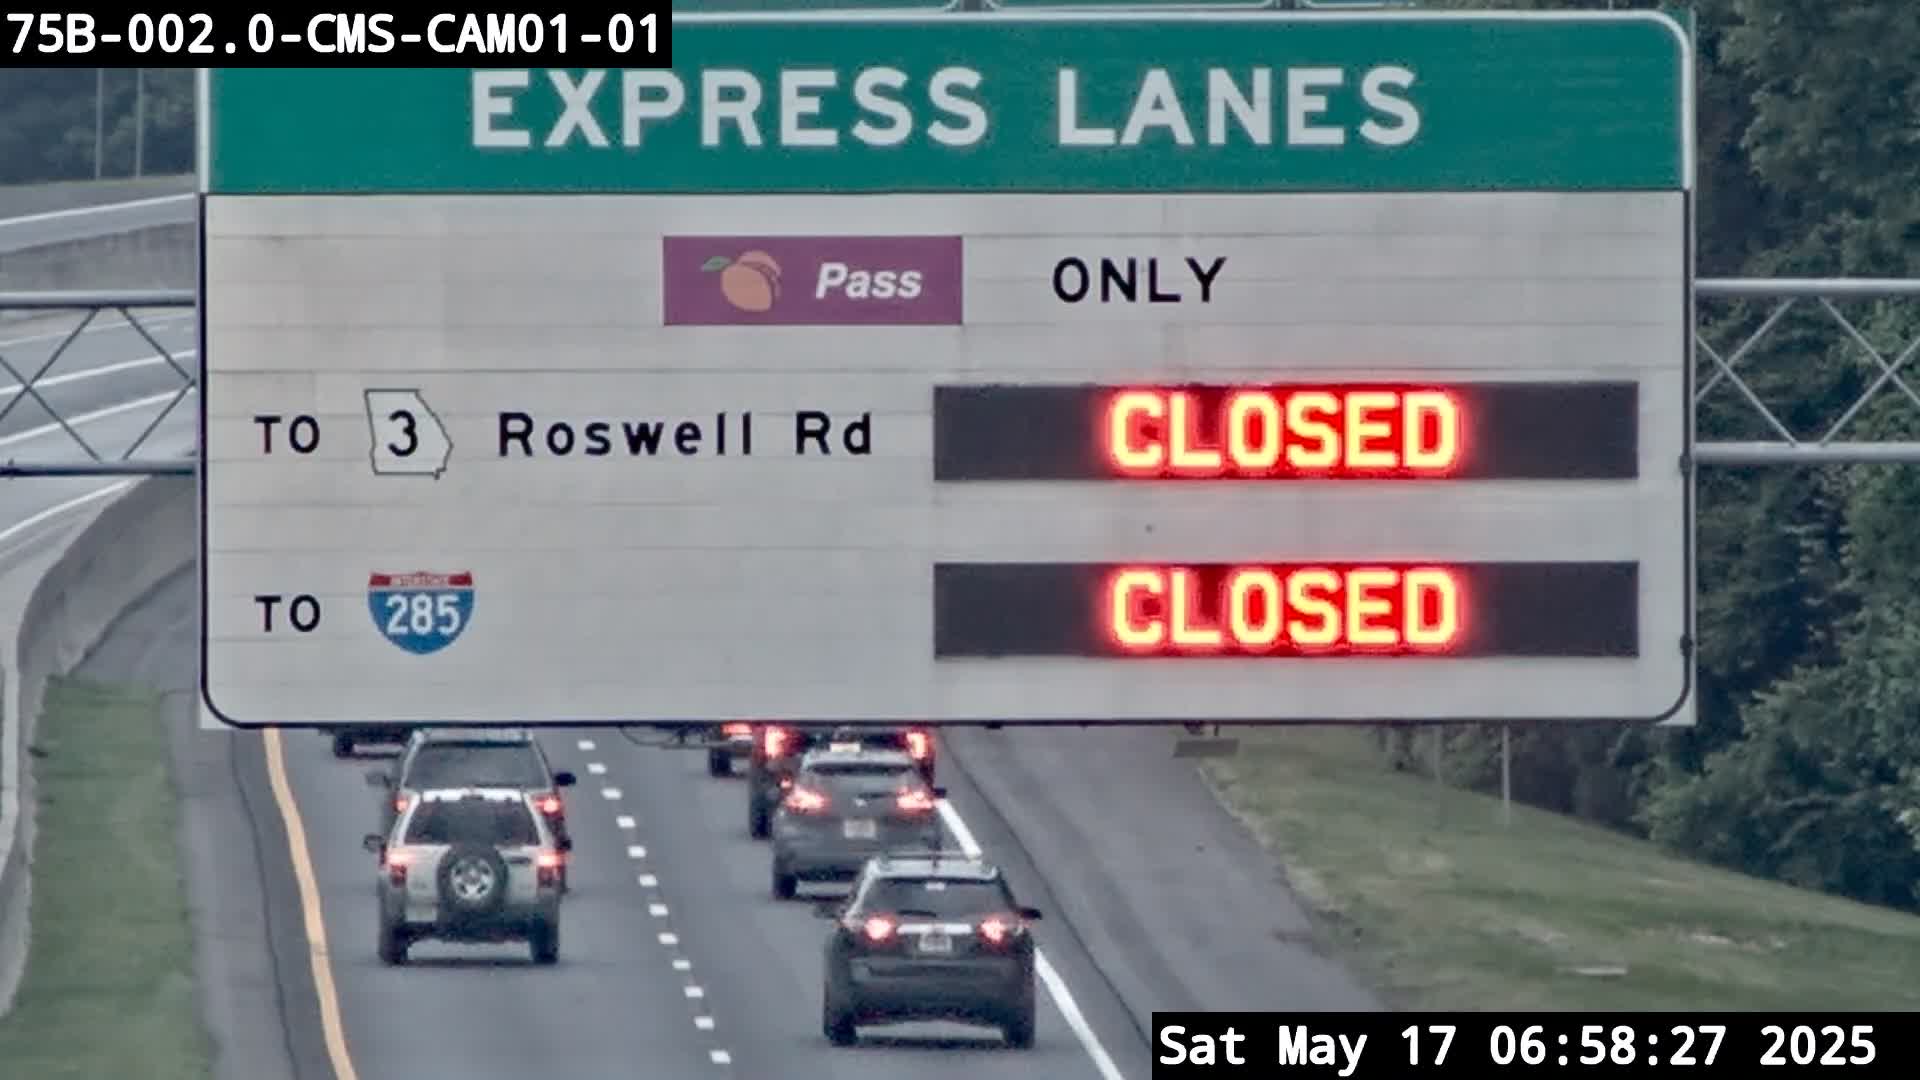 75B-002.0-CMS-CAM01-01
EXPRESS LANES
Pass ONLY
TO 3 Roswell Rd CLOSED
TO INTERSTATE 285 CLOSED
Sat May 17 06:58:27 2025